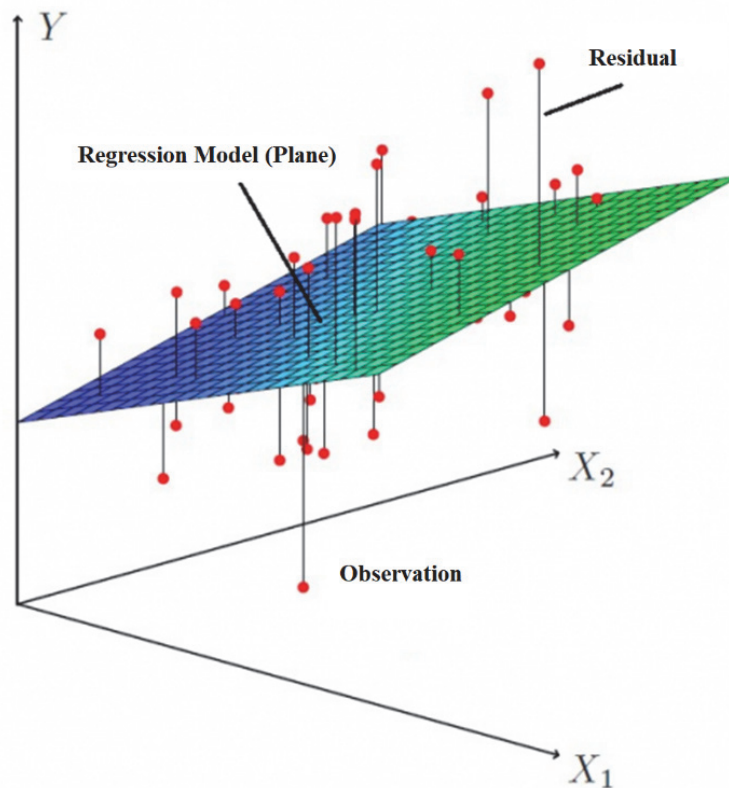 Y
Residual
Regression Model (Plane)
X₂
Observation
X₁